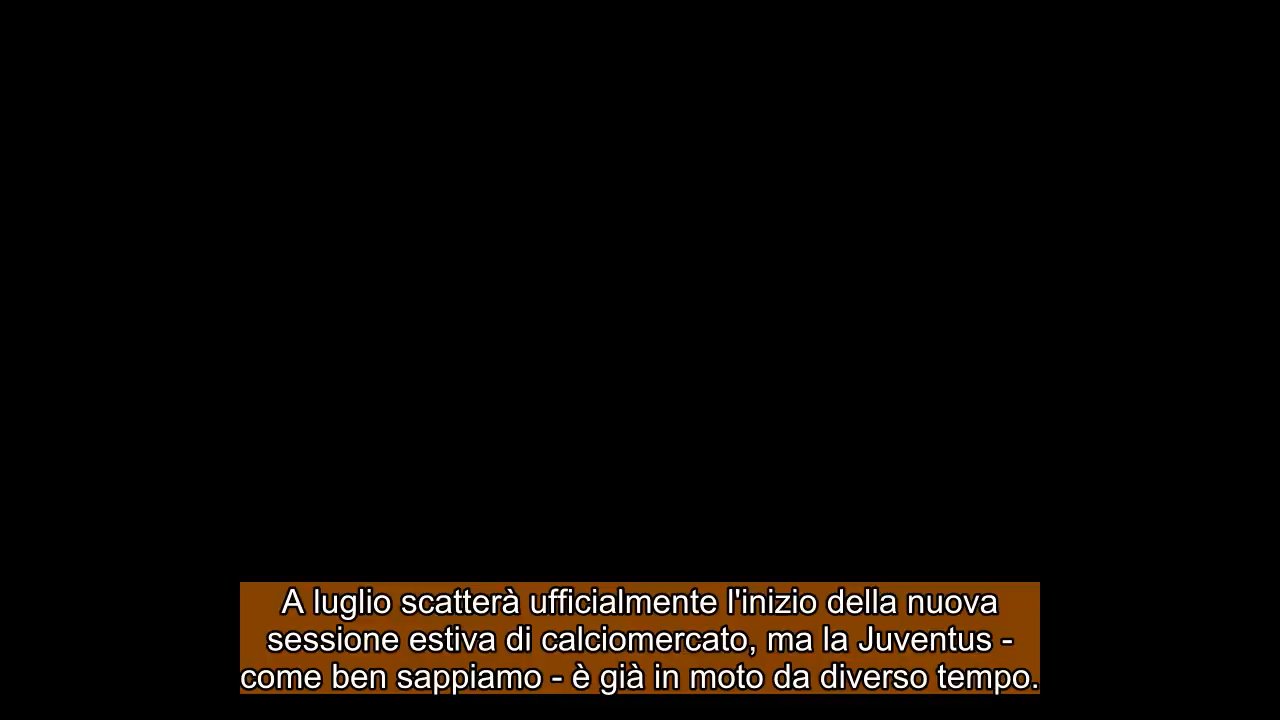 A luglio scatterà ufficialmente l'inizio della nuova
sessione estiva di calciomercato, ma la Juventus -
come ben sappiamo - è già in moto da diverso tempo.